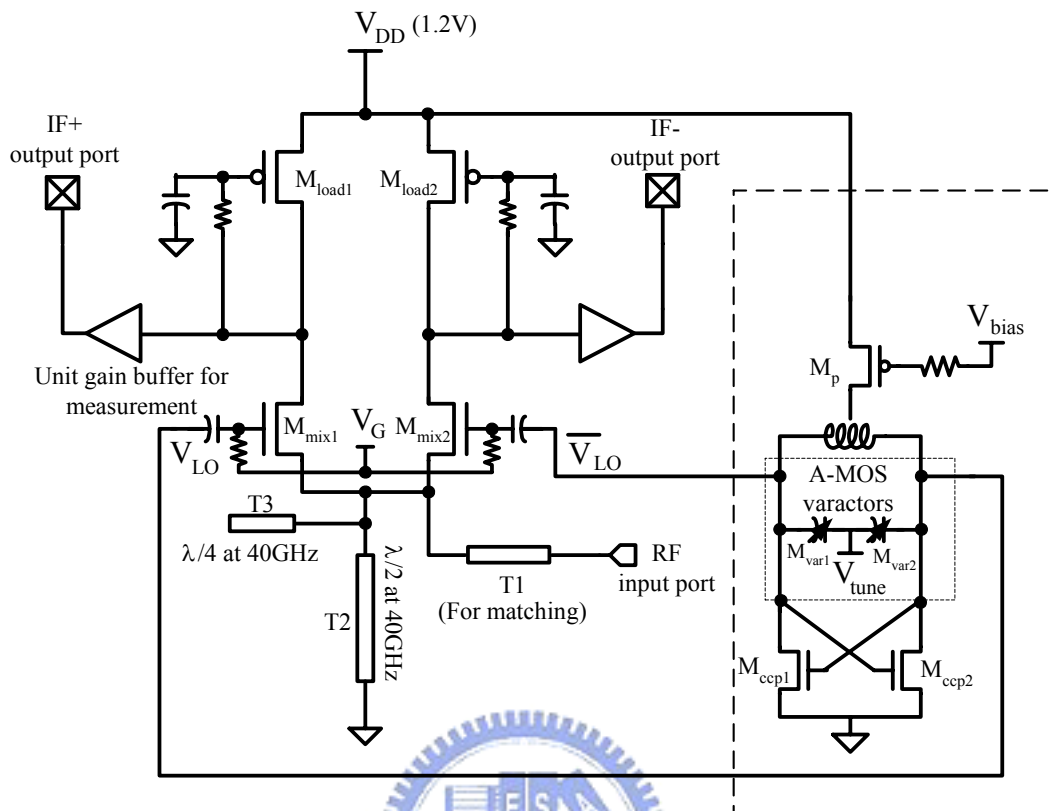 V_DD (1.2V)
IF+
output port
IF-
output port
M_load1
M_load2
V_bias
M_p
Unit gain buffer for
measurement
M_mix1
V_G
M_mix2
V_LO
V_LO
A-MOS
varactors
T3
λ/4 at 40GHz
λ/2 at 40GHz
T2
T1
(For matching)
RF
input port
M_var1
M_var2
V_tune
M_ccp1
M_ccp2
E S